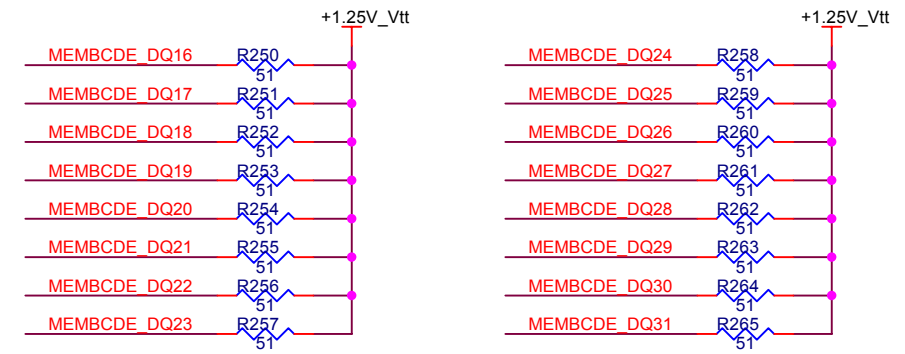 +1.25V_Vtt
MEMBCDE_DQ16 R250
51
MEMBCDE_DQ17 R251
51
MEMBCDE_DQ18 R252
51
MEMBCDE_DQ19 R253
51
MEMBCDE_DQ20 R254
51
MEMBCDE_DQ21 R255
51
MEMBCDE_DQ22 R256
51
MEMBCDE_DQ23 R257
51
+1.25V_Vtt
MEMBCDE_DQ24 R258
51
MEMBCDE_DQ25 R259
51
MEMBCDE_DQ26 R260
51
MEMBCDE_DQ27 R261
51
MEMBCDE_DQ28 R262
51
MEMBCDE_DQ29 R263
51
MEMBCDE_DQ30 R264
51
MEMBCDE_DQ31 R265
51